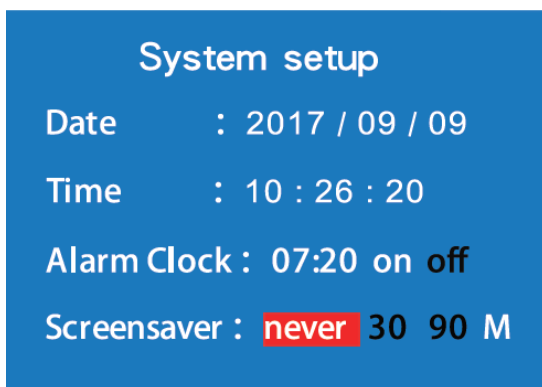 System setup
Date : 2017 / 09 / 09
Time : 10 : 26 : 20
Alarm Clock : 07:20 on off
Screensaver : never 30 90 M